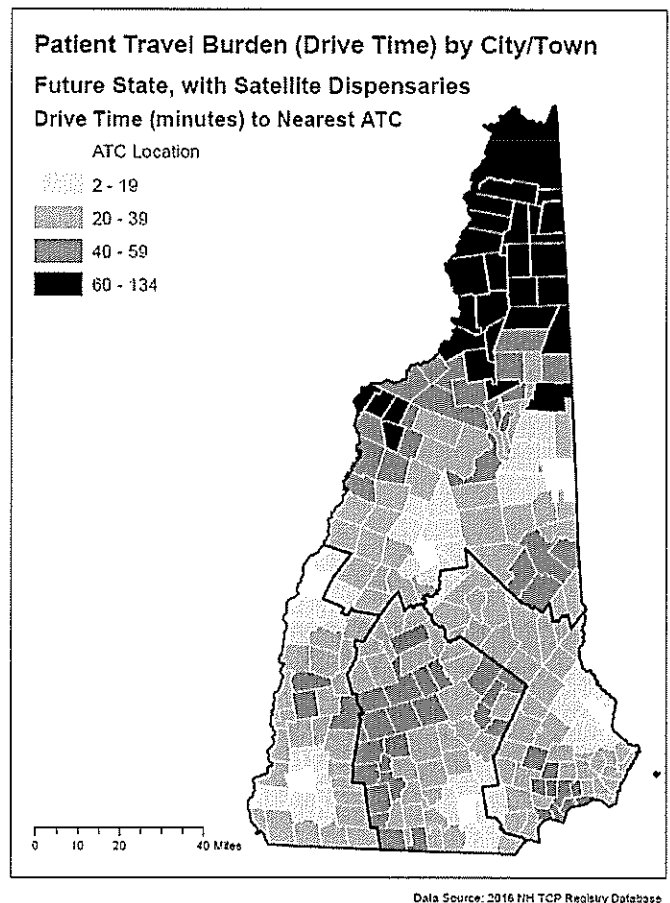 Patient Travel Burden (Drive Time) by City/Town
Future State, with Satellite Dispensaries
Drive Time (minutes) to Nearest ATC
ATC Location
2 - 19
20 - 39
40 - 59
60 - 134
0 10 20 40 Miles
Data Source: 2016 NH TCP Registry Database